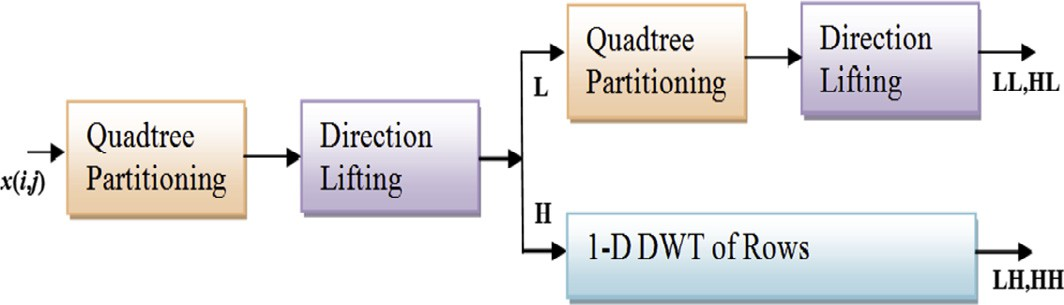 x(i,j)
Quadtree
Partitioning
Direction
Lifting
L
Quadtree
Partitioning
Direction
Lifting
LL,HL
H
1-D DWT of Rows
LH,HH